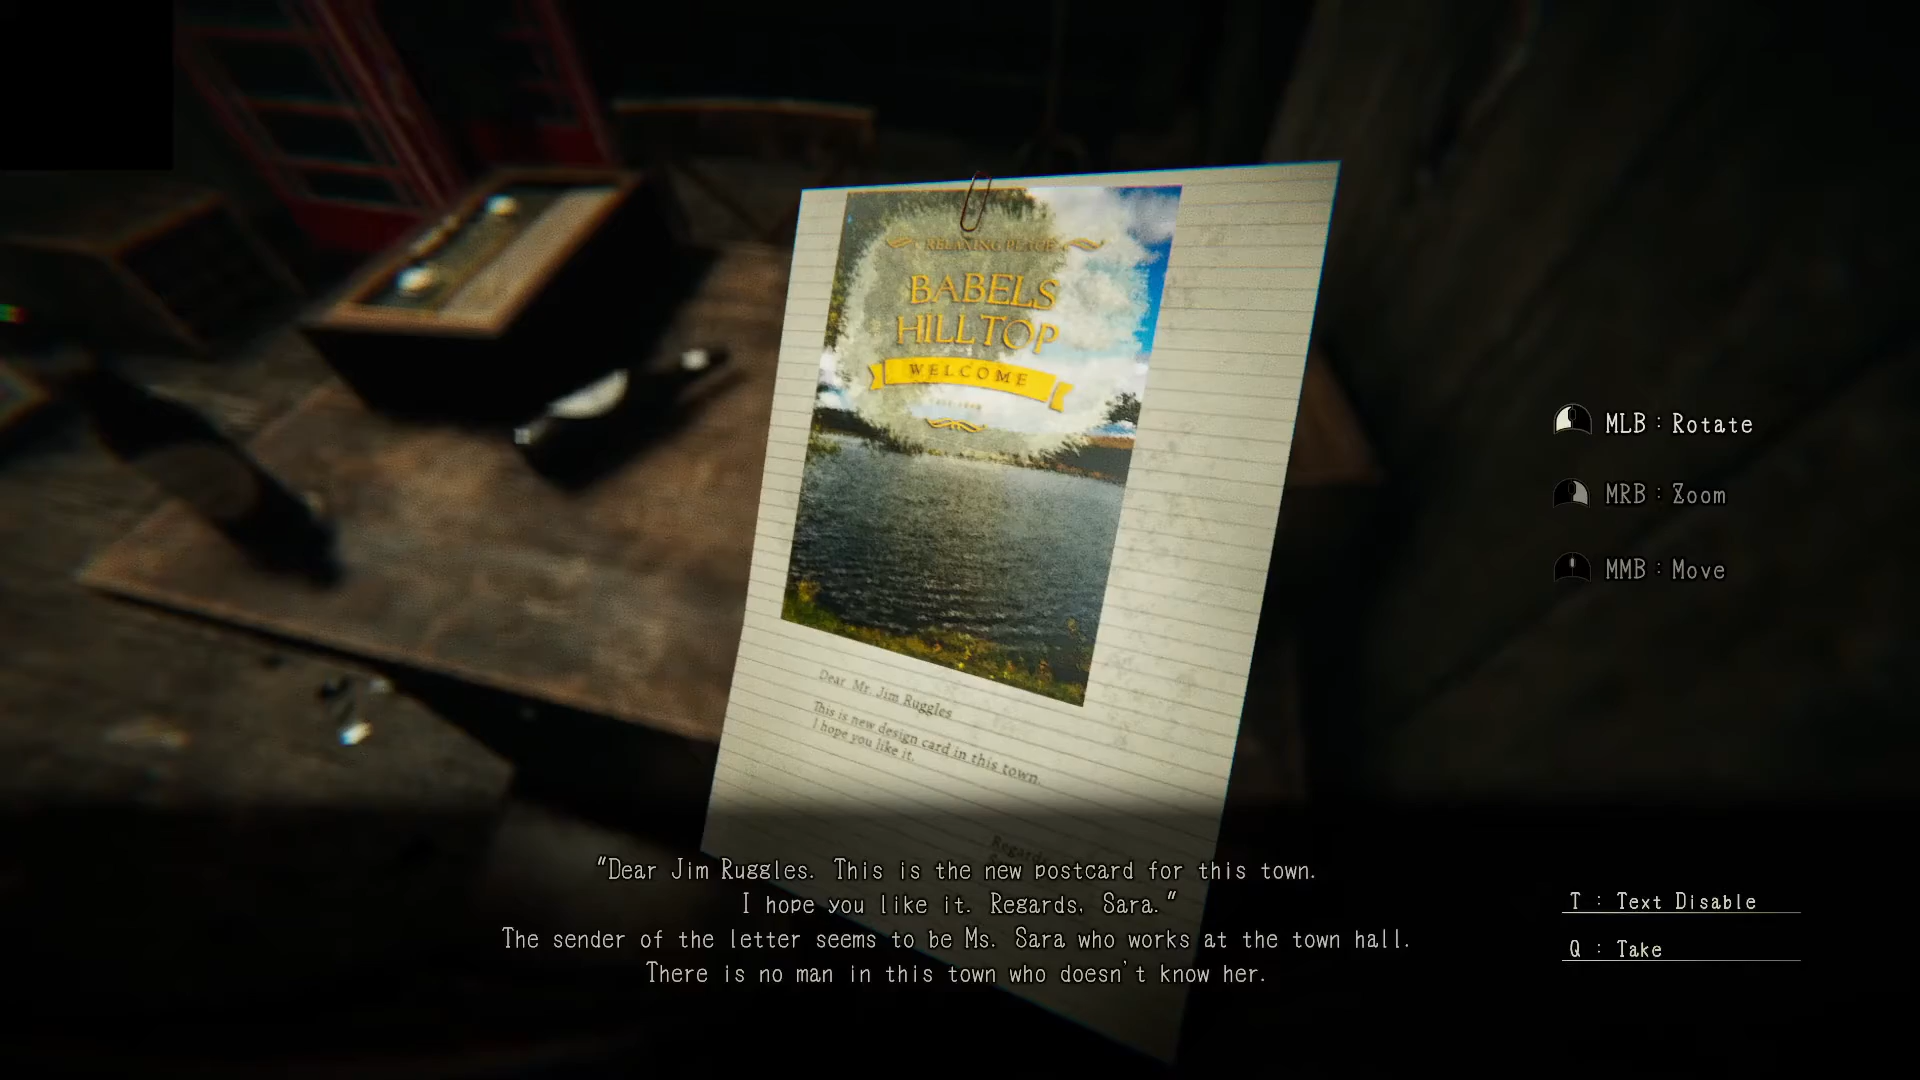 RELAXING PLACE
BABELS
HILLTOP
WELCOME
Dear Mr. Jim Ruggles
This is new design card in this town.
I hope you like it.
Regards
"Dear Jim Ruggles. This is the new postcard for this town.
I hope you like it. Regards, Sara."
The sender of the letter seems to be Ms. Sara who works at the town hall.
There is no man in this town who doesn't know her.
MLB : Rotate
MRB : Zoom
MMB : Move
T : Text Disable
Q : Take